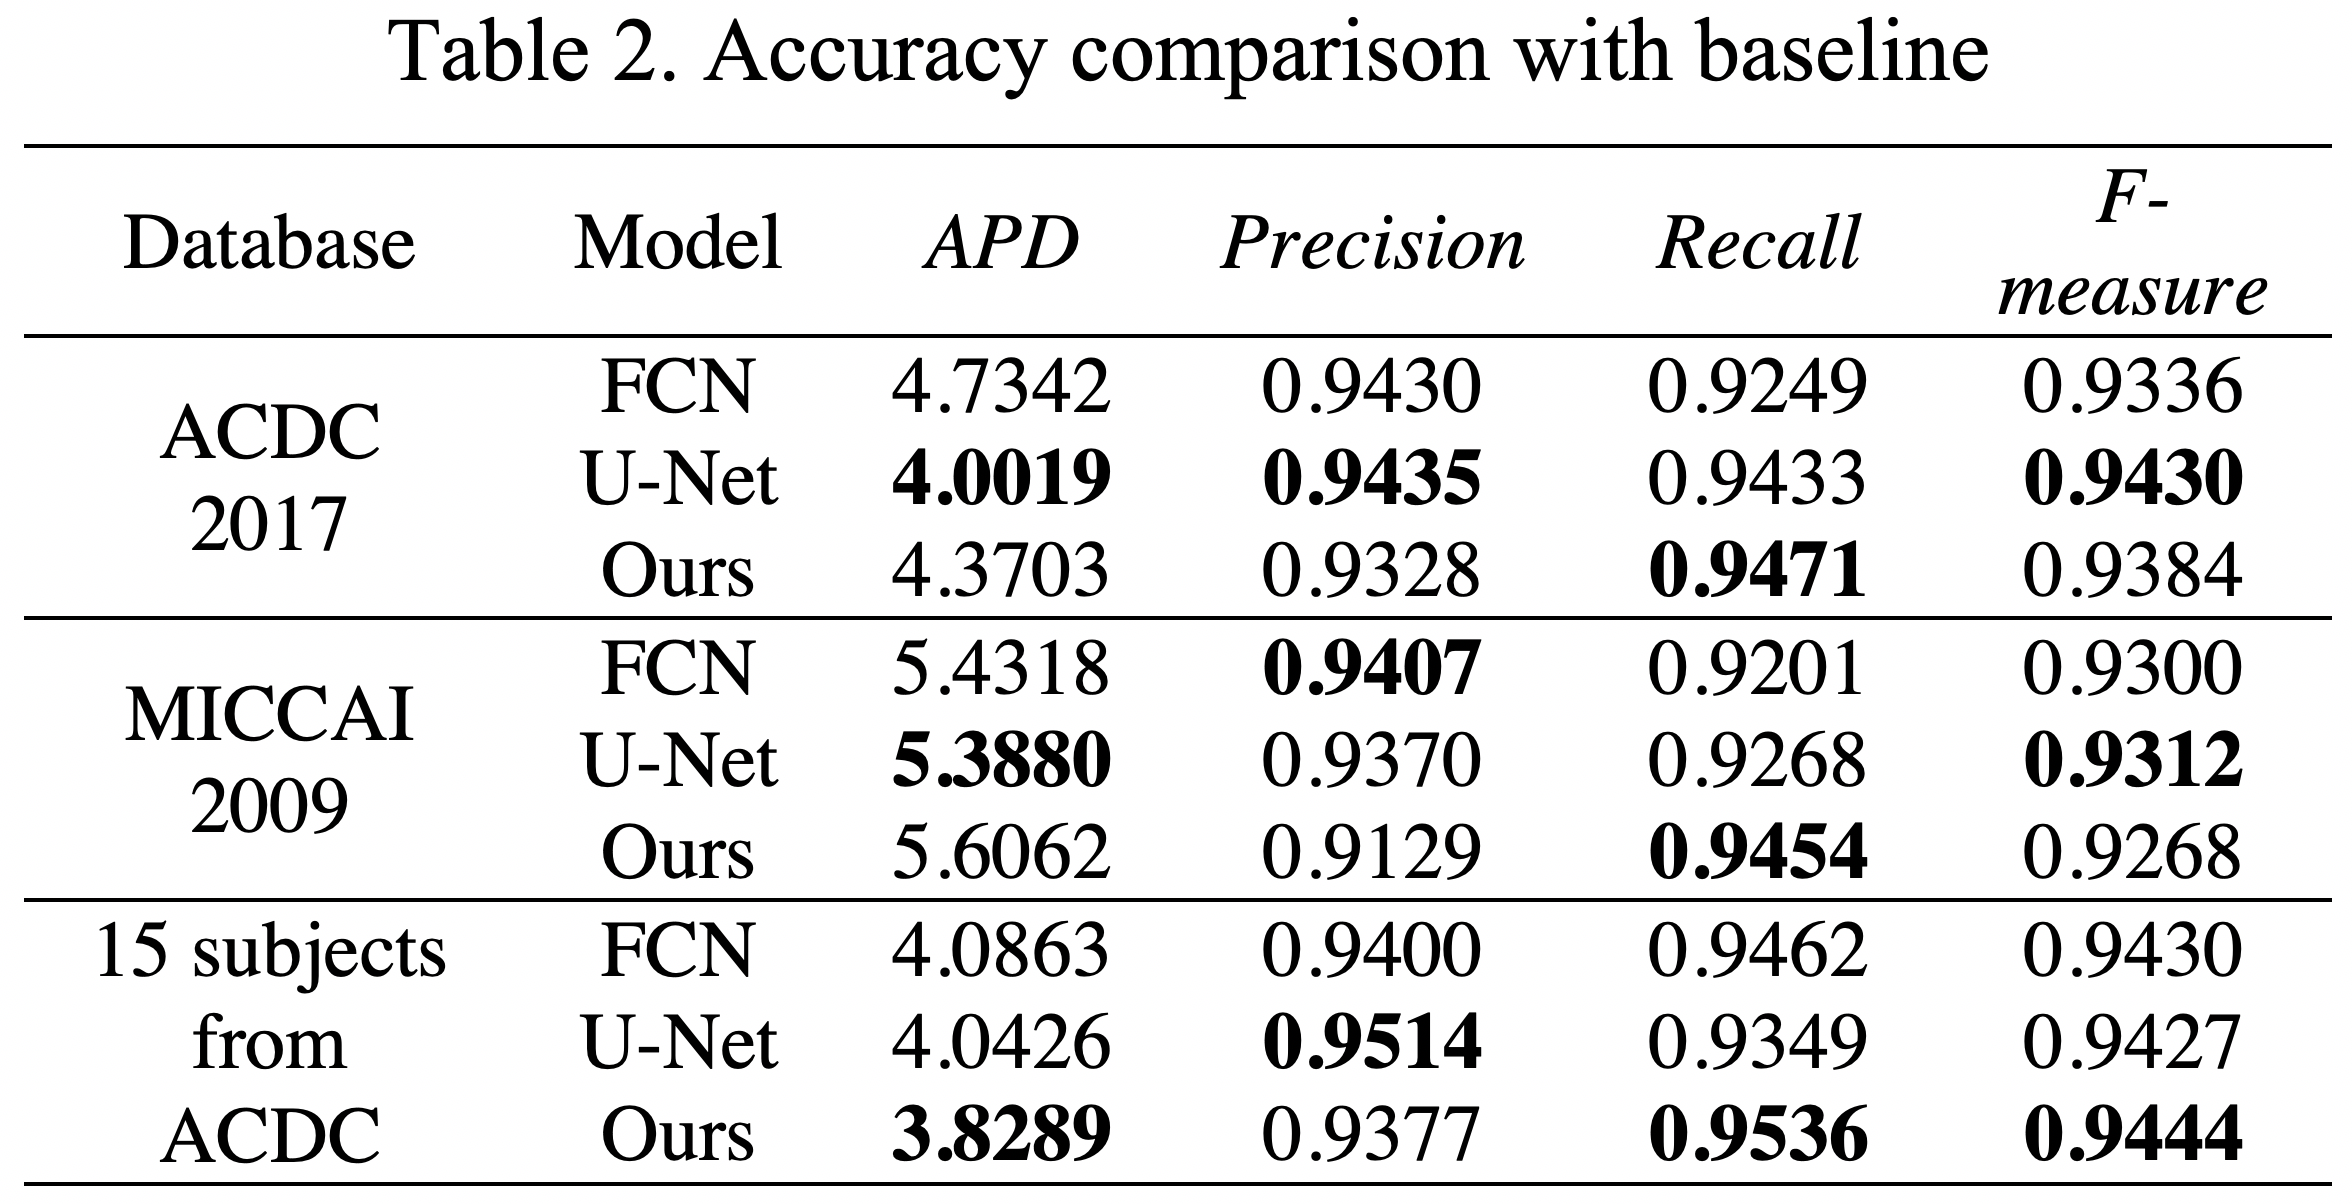 Table 2. Accuracy comparison with baseline
Database Model APD Precision Recall F-measure
ACDC 2017 FCN 4.7342 0.9430 0.9249 0.9336
U-Net 4.0019 0.9435 0.9433 0.9430
Ours 4.3703 0.9328 0.9471 0.9384
MICCAI 2009 FCN 5.4318 0.9407 0.9201 0.9300
U-Net 5.3880 0.9370 0.9268 0.9312
Ours 5.6062 0.9129 0.9454 0.9268
15 subjects from ACDC FCN 4.0863 0.9400 0.9462 0.9430
U-Net 4.0426 0.9514 0.9349 0.9427
Ours 3.8289 0.9377 0.9536 0.9444